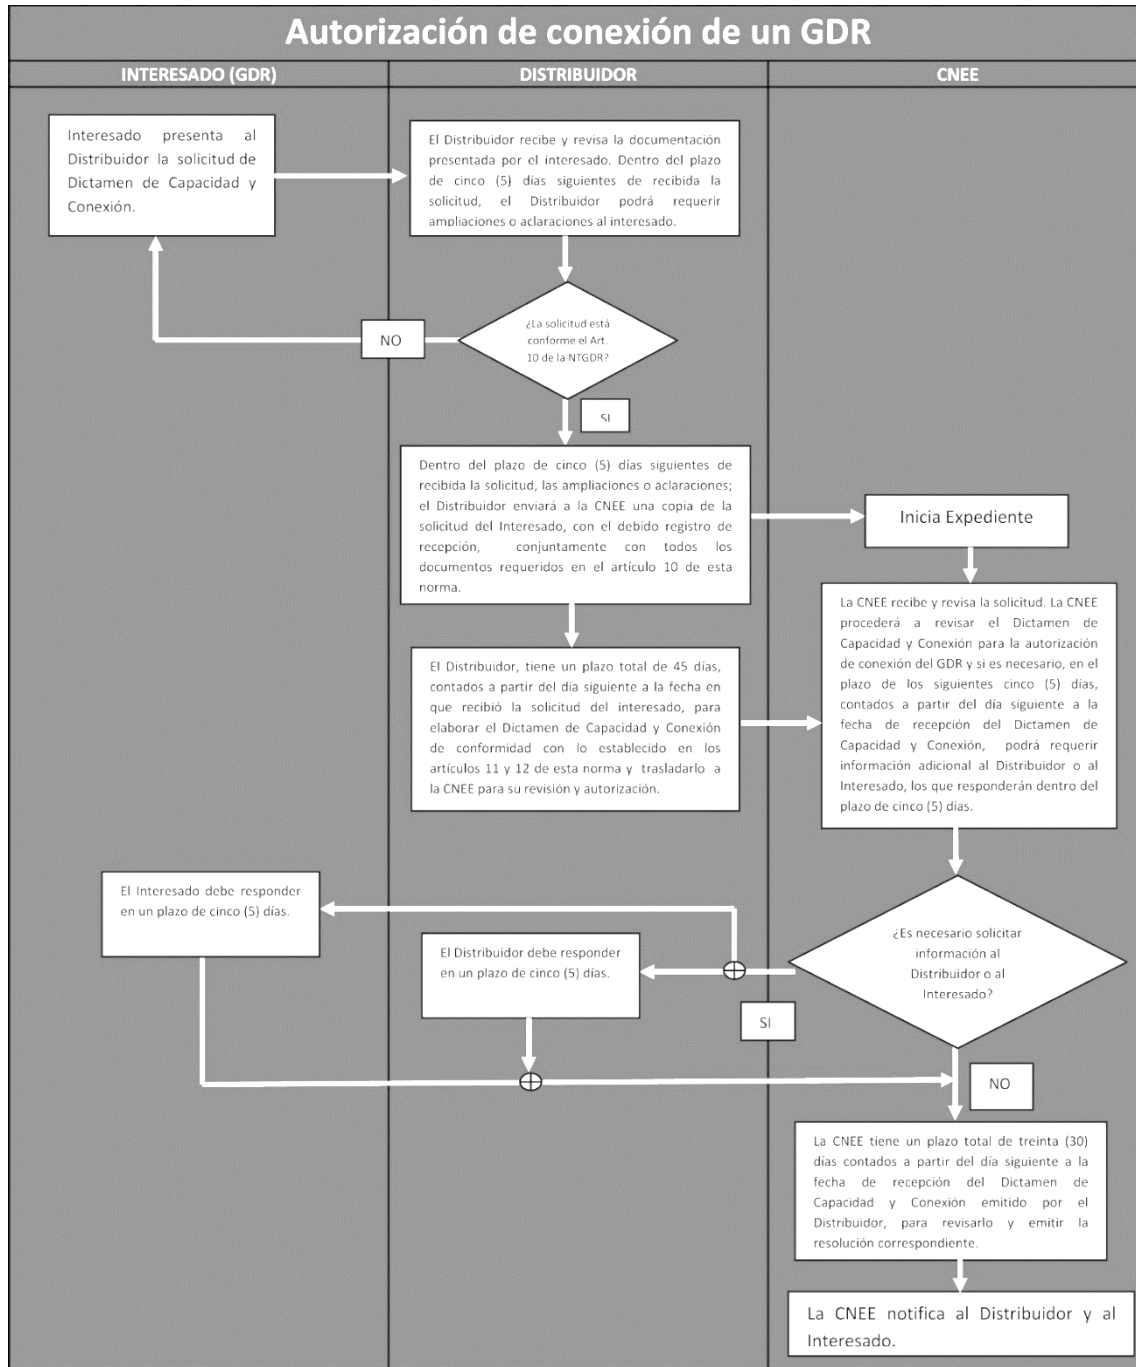 Autorización de conexión de un GDR
INTERESADO (GDR)
DISTRIBUIDOR
CNEE
Interesado presenta al
Distribuidor la solicitud de
Dictamen de Capacidad y
Conexión.
El Distribuidor recibe y revisa la documentación
presentada por el interesado. Dentro del plazo
de cinco (5) días siguientes de recibida la
solicitud, el Distribuidor podrá requerir
ampliaciones o aclaraciones al interesado.
¿La solicitud está
conforme el Art.
10 de la NTGDR?
NO
SI
Dentro del plazo de cinco (5) días siguientes de
recibida la solicitud, las ampliaciones o aclaraciones;
el Distribuidor enviará a la CNEE una copia de la
solicitud del Interesado, con el debido registro de
recepción, conjuntamente con todos los
documentos requeridos en el artículo 10 de esta
norma.
Inicia Expediente
El Distribuidor, tiene un plazo total de 45 días,
contados a partir del día siguiente a la fecha en
que recibió la solicitud del interesado, para
elaborar el Dictamen de Capacidad y Conexión
de conformidad con lo establecido en los
artículos 11 y 12 de esta norma y trasladarlo a
la CNEE para su revisión y autorización.
La CNEE recibe y revisa la solicitud. La CNEE
procederá a revisar el Dictamen de
Capacidad y Conexión para la autorización
de conexión del GDR y si es necesario, en el
plazo de los siguientes cinco (5) días,
contados a partir del día siguiente a la
fecha de recepción del Dictamen de
Capacidad y Conexión, podrá requerir
información adicional al Distribuidor o al
Interesado, los que responderán dentro del
plazo de cinco (5) días.
El Interesado debe responder
en un plazo de cinco (5) días.
El Distribuidor debe responder
en un plazo de cinco (5) días.
¿Es necesario solicitar
información al
Distribuidor o al
Interesado?
SI
NO
La CNEE tiene un plazo total de treinta (30)
días contados a partir del día siguiente a la
fecha de recepción del Dictamen de
Capacidad y Conexión emitido por el
Distribuidor, para revisarlo y emitir la
resolución correspondiente.
La CNEE notifica al Distribuidor y al
Interesado.